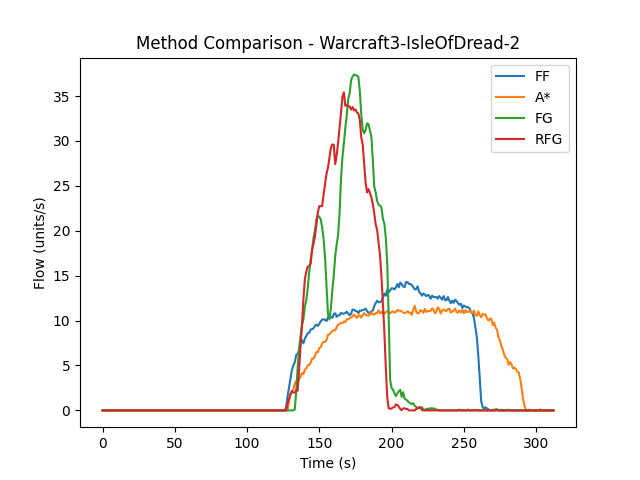 Method Comparison - Warcraft3-IsleOfDread-2
FF
A*
FG
RFG
Flow (units/s)
35
30
25
20
15
10
5
0
0 50 100 150 200 250 300
Time (s)